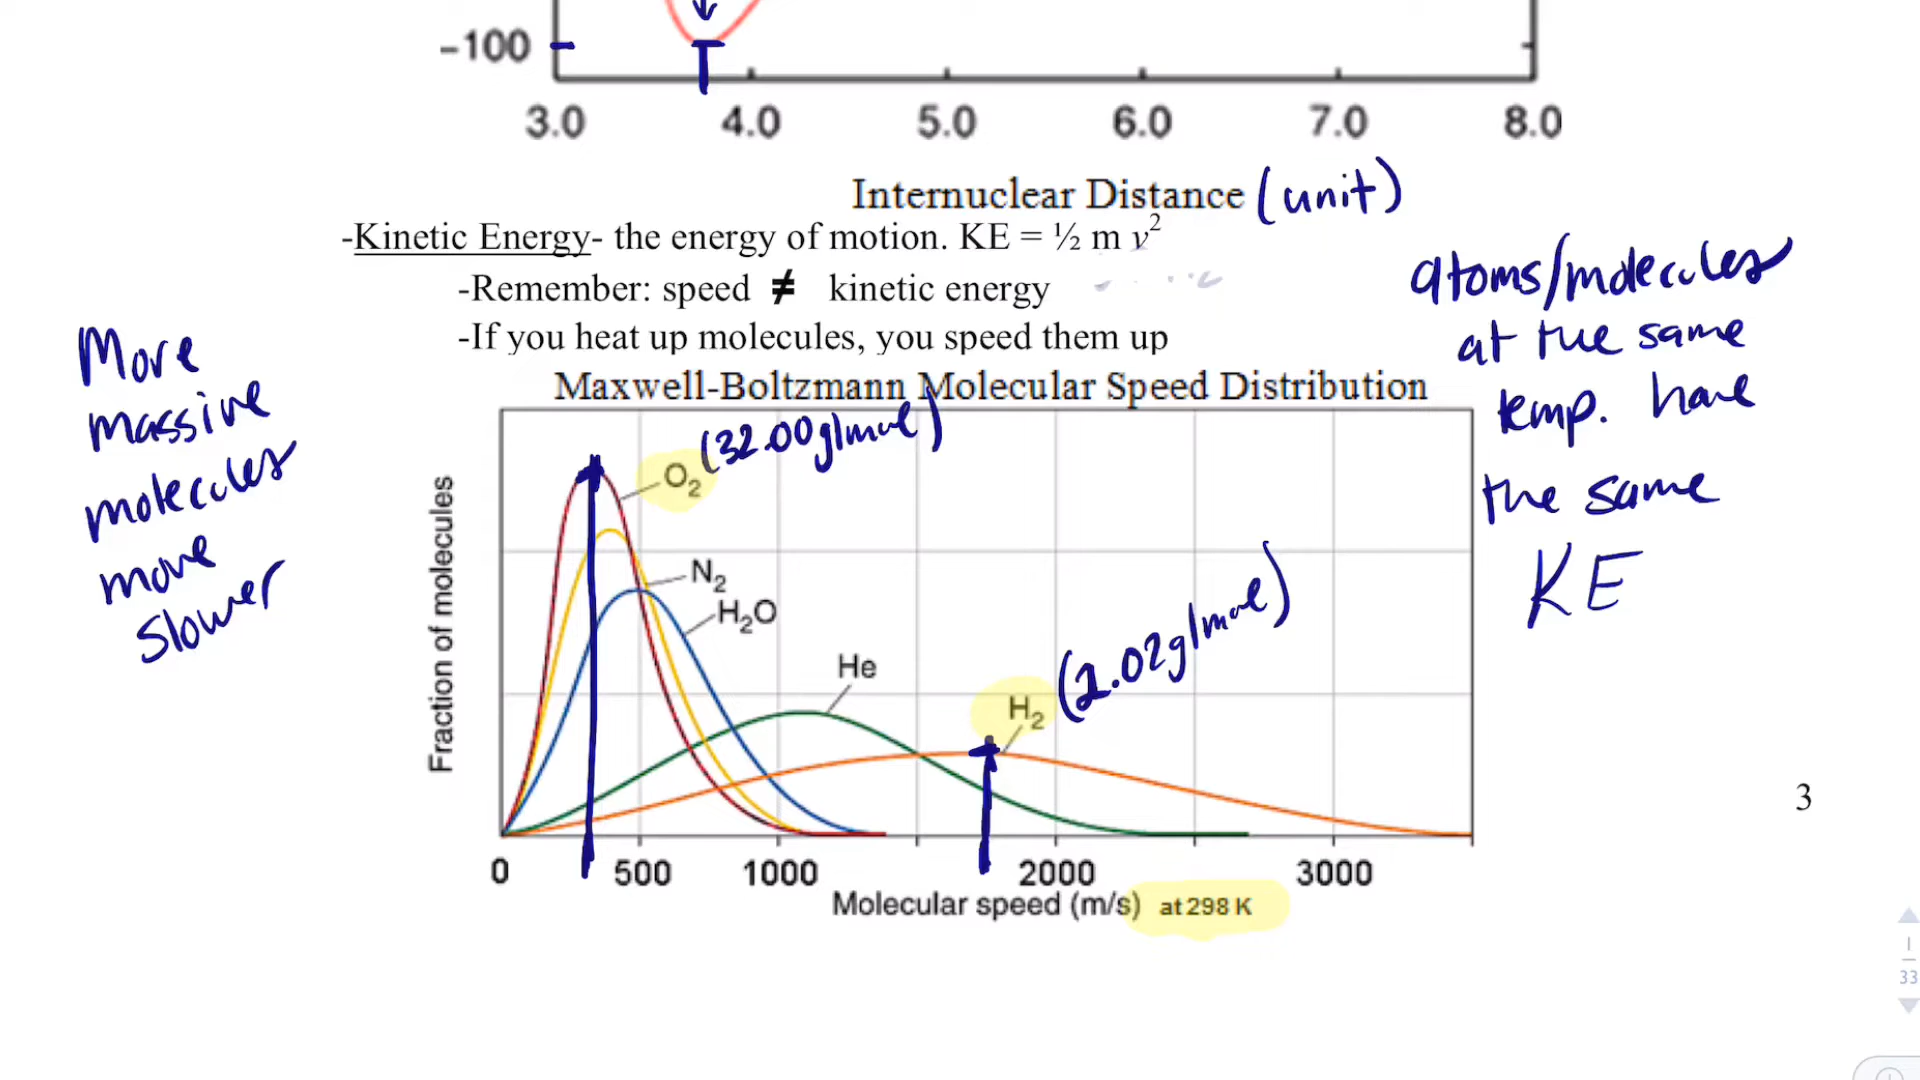 -100
3.0 4.0 5.0 6.0 7.0 8.0
Internuclear Distance (unit)
-Kinetic Energy- the energy of motion. KE = ½ m v²
-Remember: speed ≠ kinetic energy
-If you heat up molecules, you speed them up
More
massive
molecules
move
slower
atoms/molecules
at the same
temp. have
the same
KE
Maxwell-Boltzmann Molecular Speed Distribution
Fraction of molecules
O₂ (32.00g/mol)
N₂
H₂O
He
H₂ (2.02g/mol)
0 500 1000 2000 3000
Molecular speed (m/s) at 298 K
3
1
33